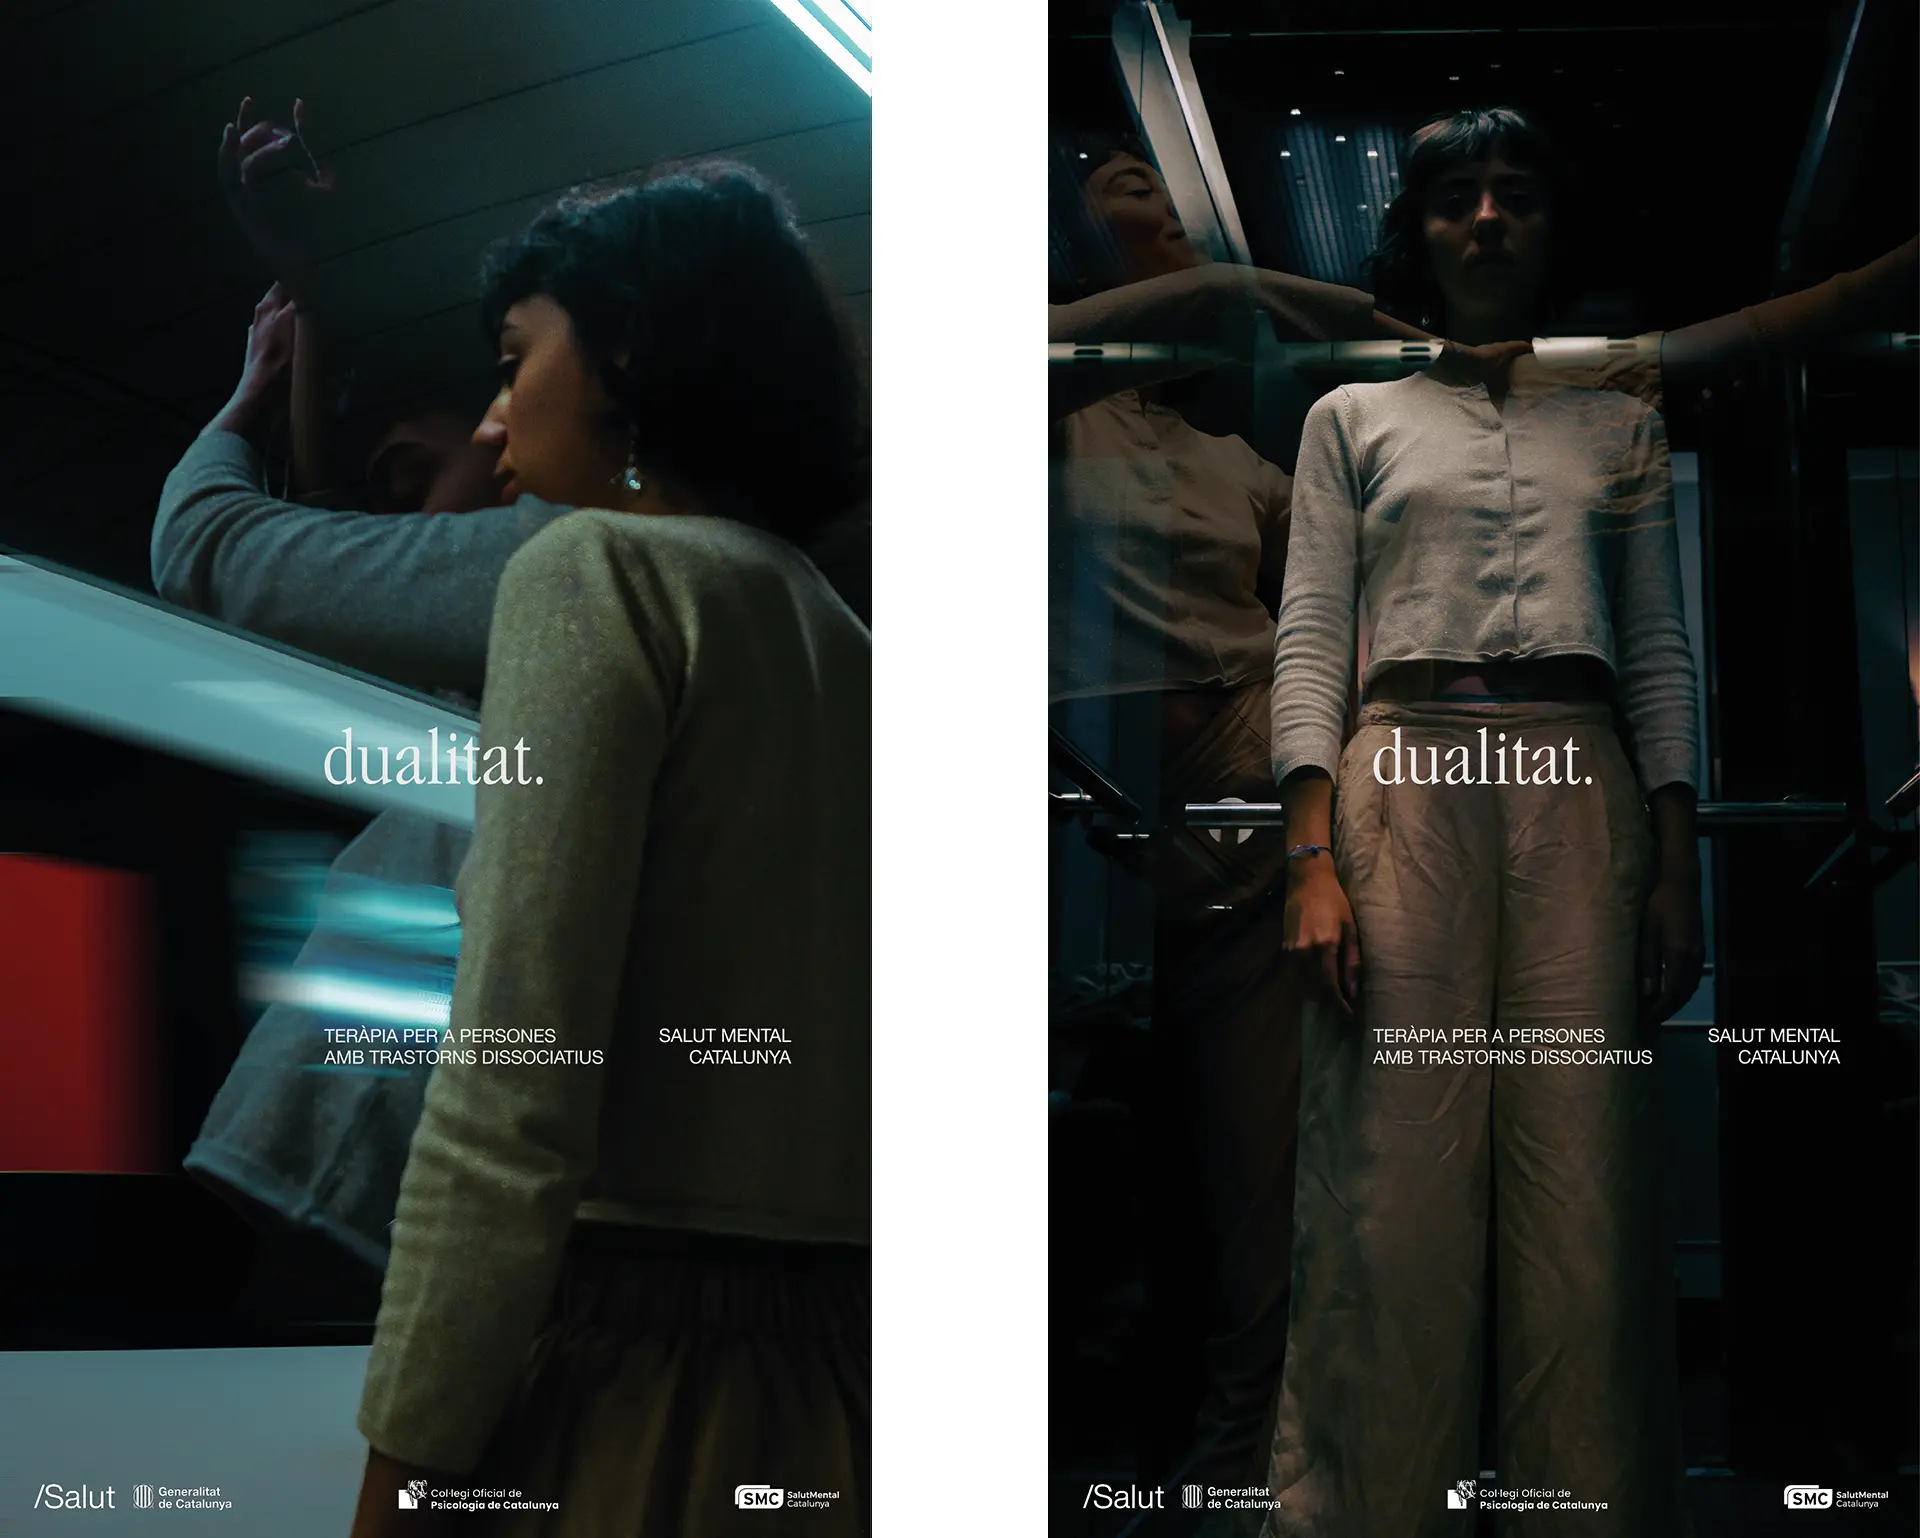 dualitat.
TERÀPIA PER A PERSONES
AMB TRASTORNS DISSOCIATIUS
SALUT MENTAL
CATALUNYA
/Salut
Generalitat
de Catalunya
Col·legi Oficial de
Psicologia de Catalunya
SMC
SalutMental
Catalunya
dualitat.
TERÀPIA PER A PERSONES
AMB TRASTORNS DISSOCIATIUS
SALUT MENTAL
CATALUNYA
/Salut
Generalitat
de Catalunya
Col·legi Oficial de
Psicologia de Catalunya
SMC
SalutMental
Catalunya